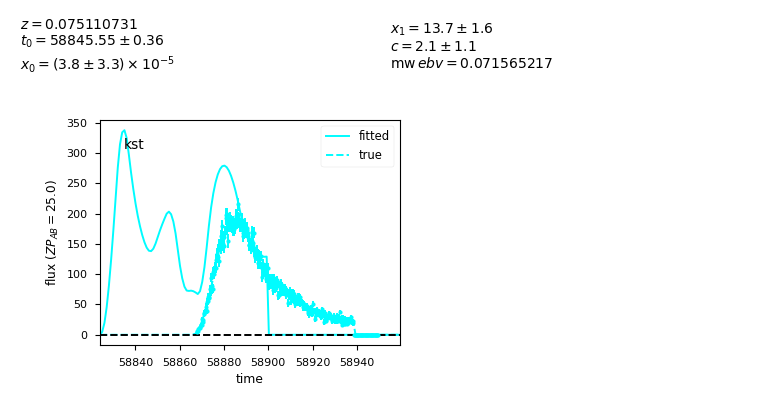 z = 0.075110731
t₀ = 58845.55 ± 0.36
x₀ = (3.8 ± 3.3) × 10⁻⁵
x₁ = 13.7 ± 1.6
c = 2.1 ± 1.1
mw ebv = 0.071565217
kst
fitted
true
350
300
250
200
150
100
50
0
flux (ZP_AB = 25.0)
58840 58860 58880 58900 58920 58940
time